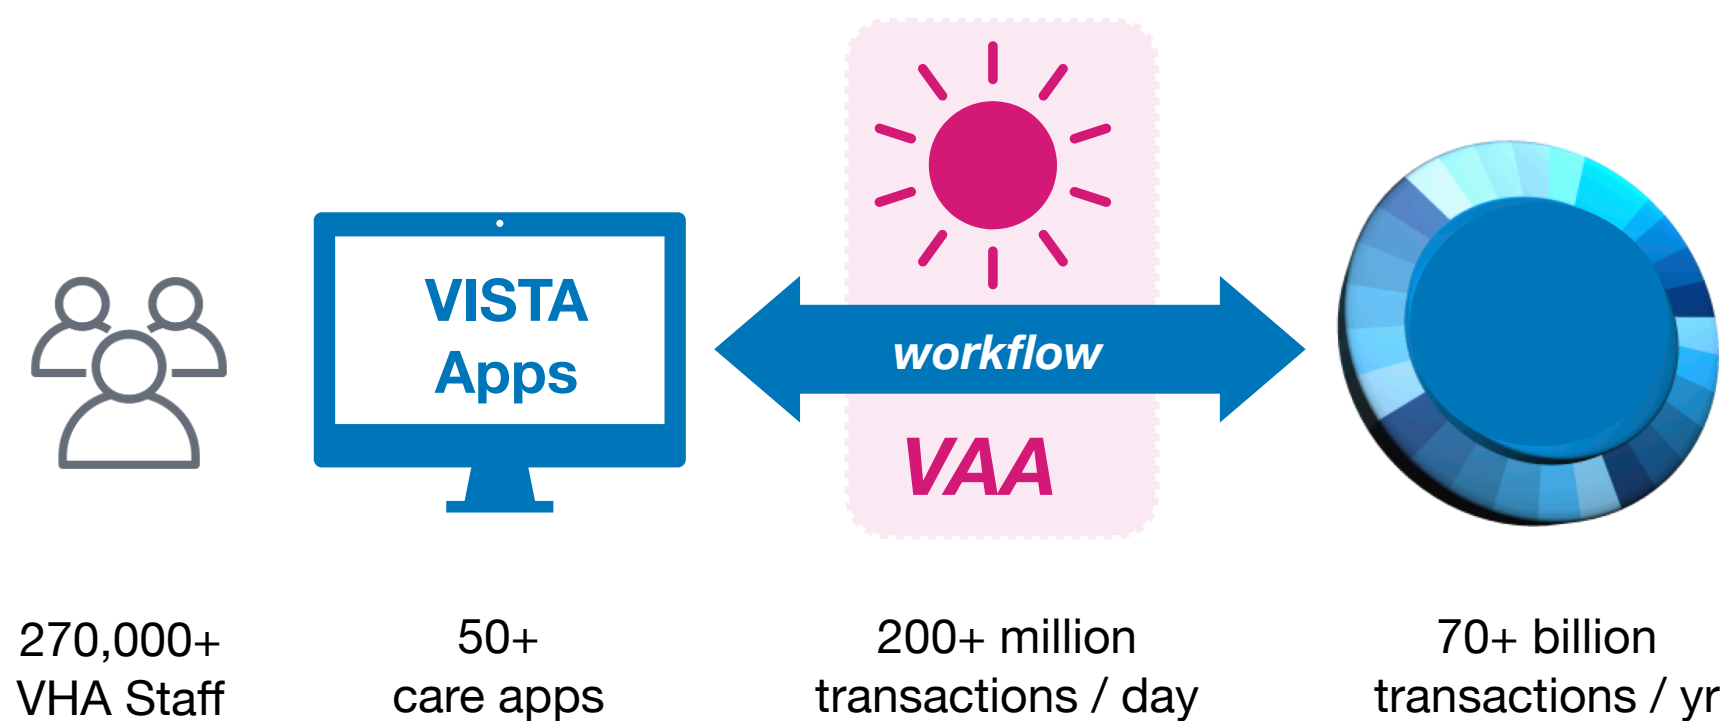 VISTA
Apps
workflow
VAA
270,000+
VHA Staff
50+
care apps
200+ million
transactions / day
70+ billion
transactions / yr